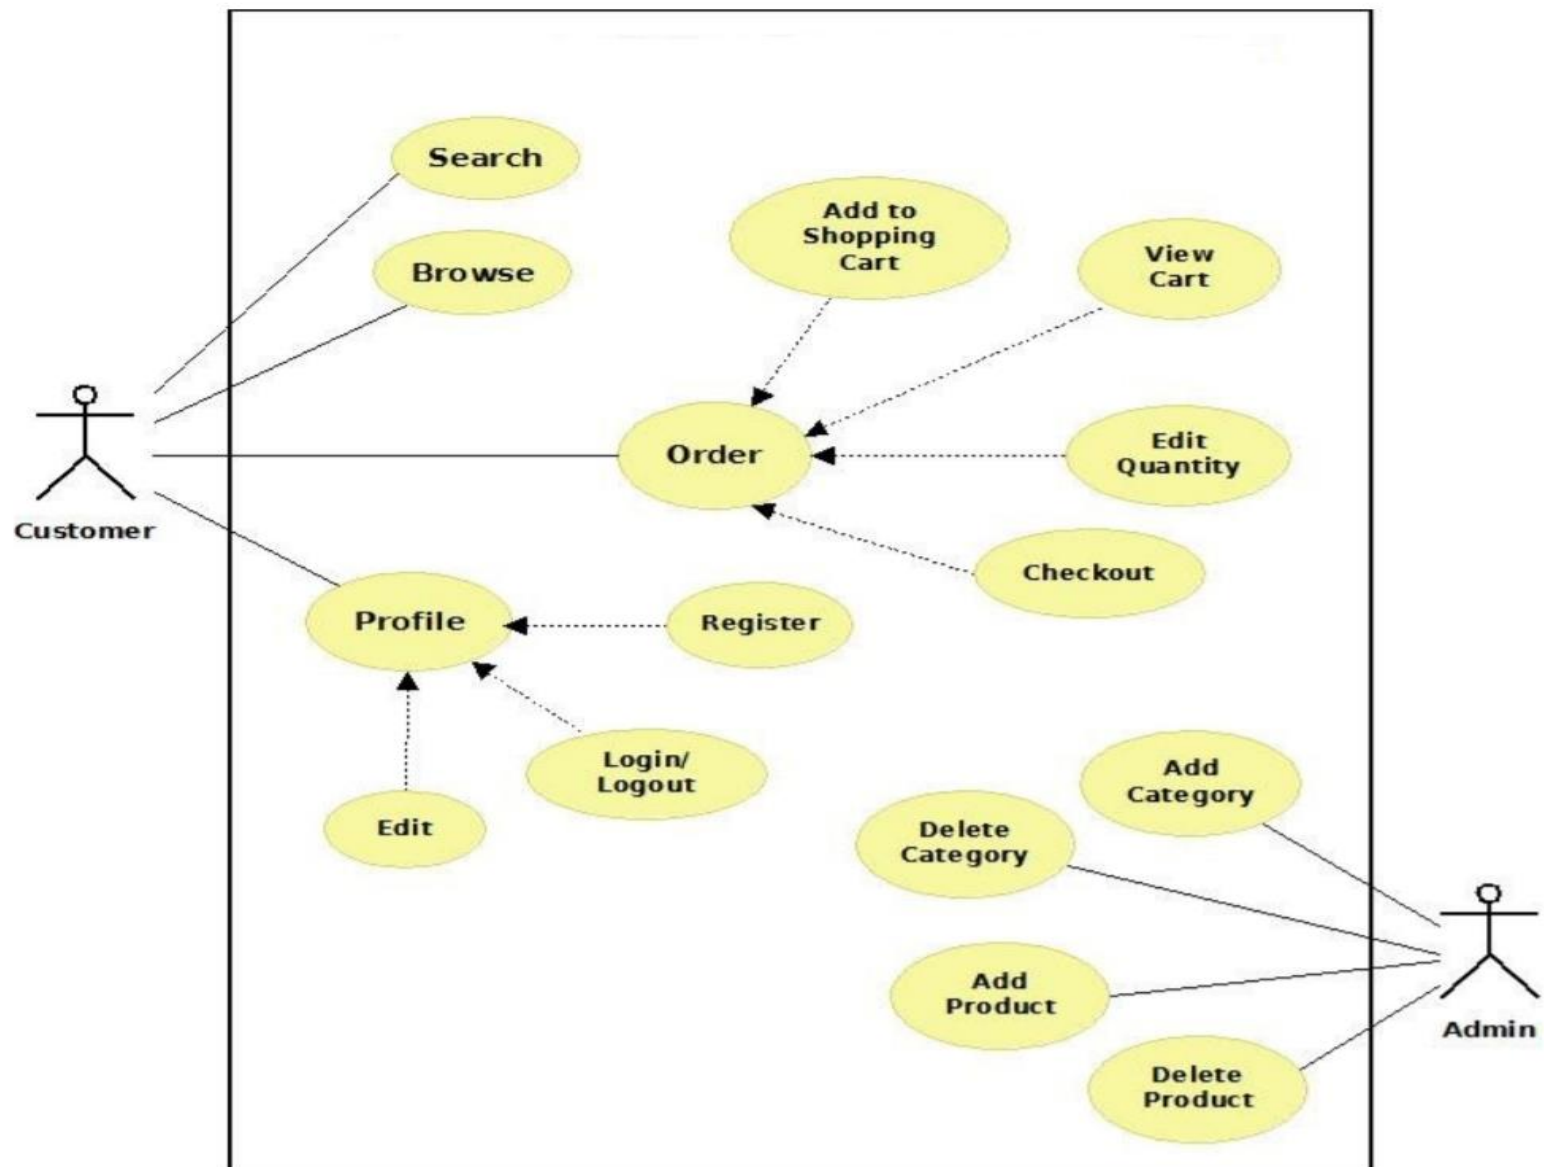 Search
Browse
Add to
Shopping
Cart
View
Cart
Order
Edit
Quantity
Checkout
Customer
Profile
Register
Login/
Logout
Edit
Add
Category
Delete
Category
Add
Product
Admin
Delete
Product